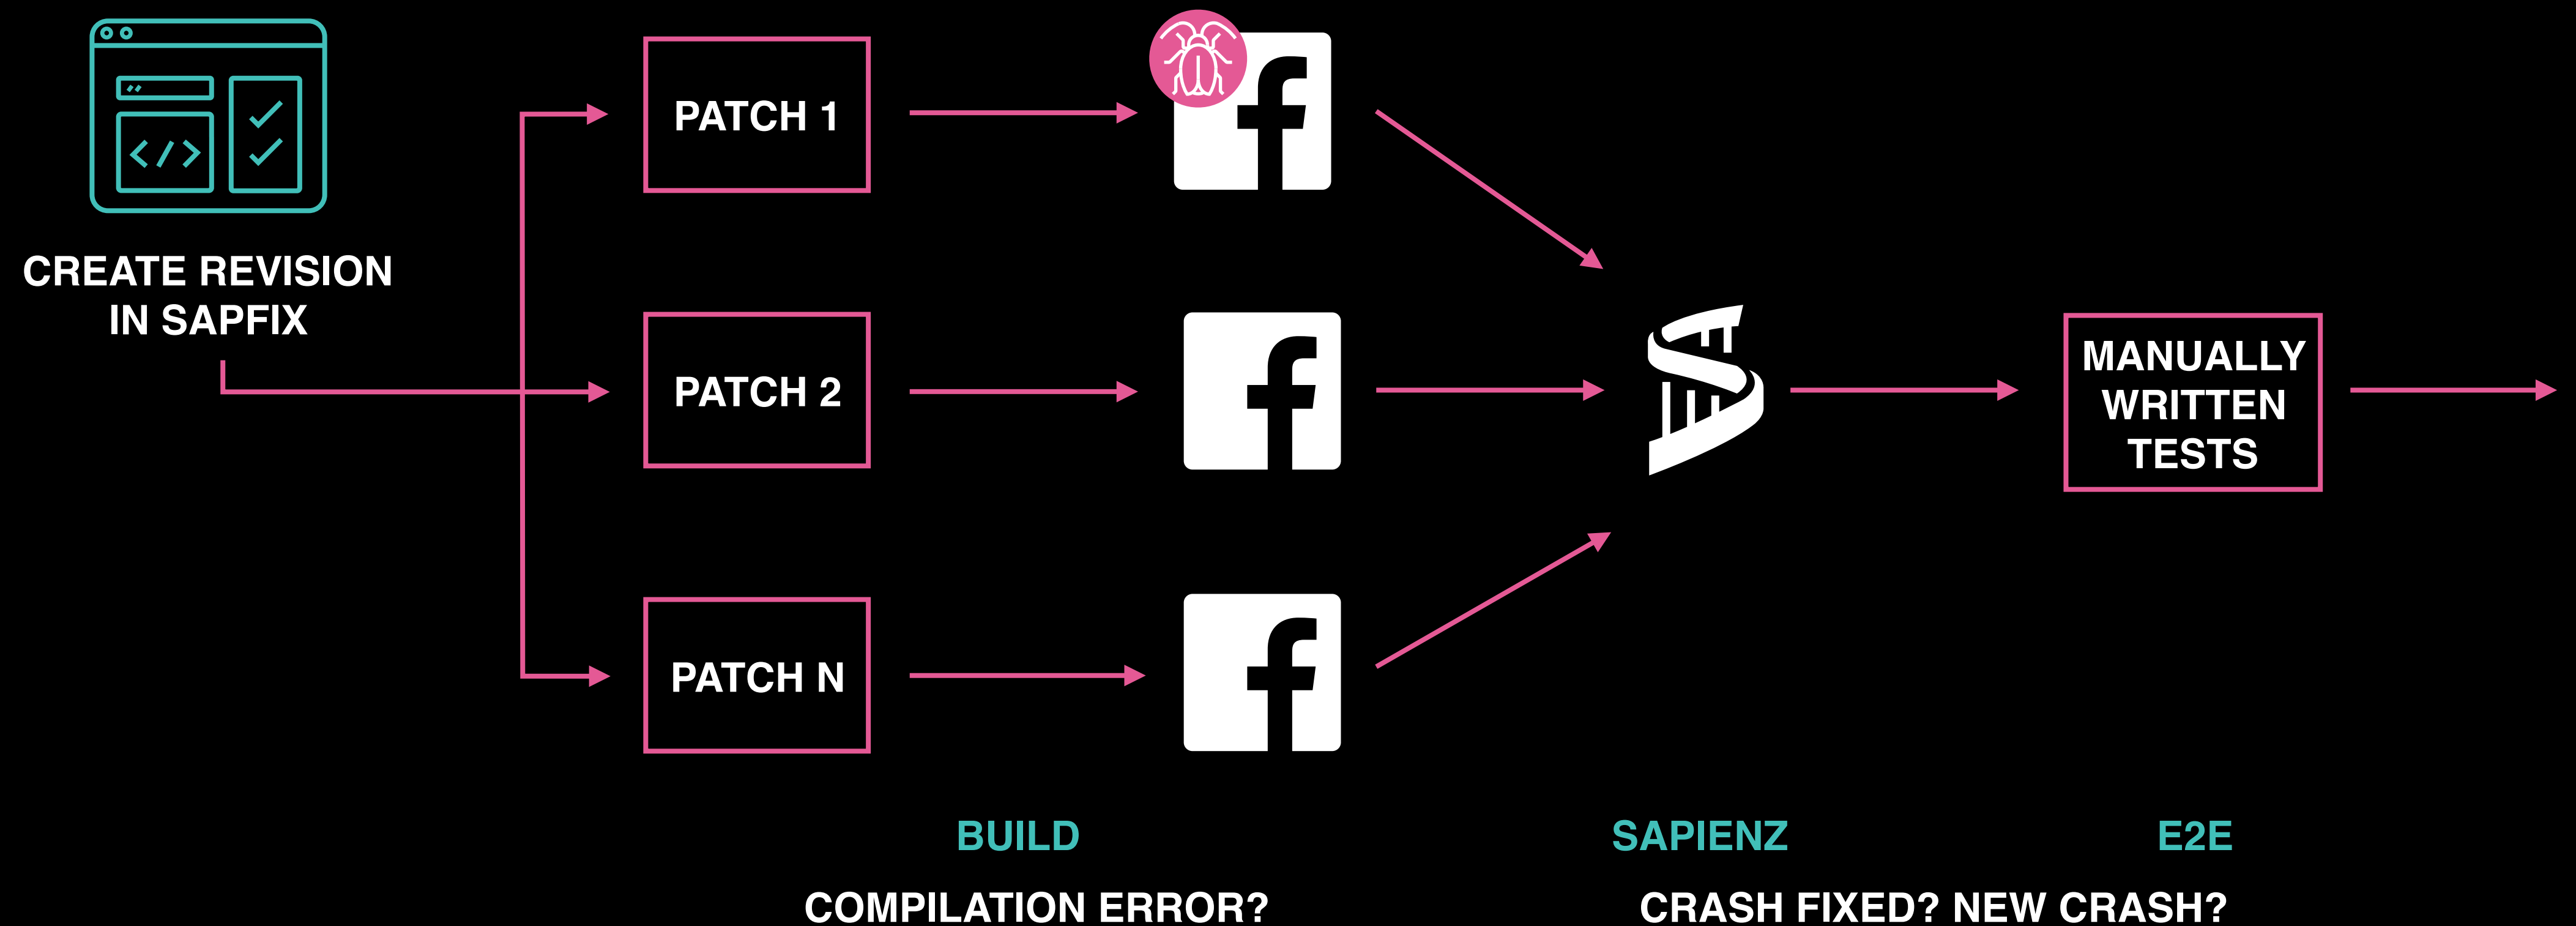 CREATE REVISION
IN SAPFIX
PATCH 1
PATCH 2
PATCH N
MANUALLY
WRITTEN
TESTS
BUILD
SAPIENZ
E2E
COMPILATION ERROR?
CRASH FIXED? NEW CRASH?